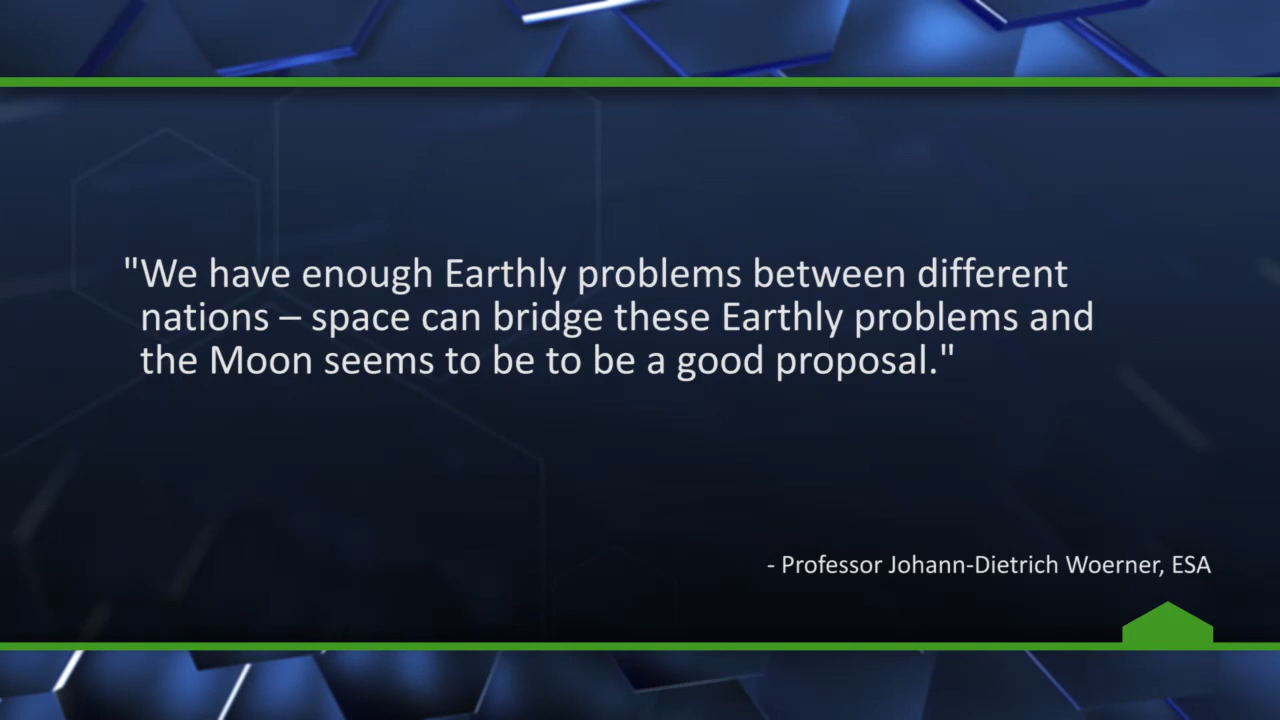 "We have enough Earthly problems between different
nations – space can bridge these Earthly problems and
the Moon seems to be to be a good proposal."
- Professor Johann-Dietrich Woerner, ESA